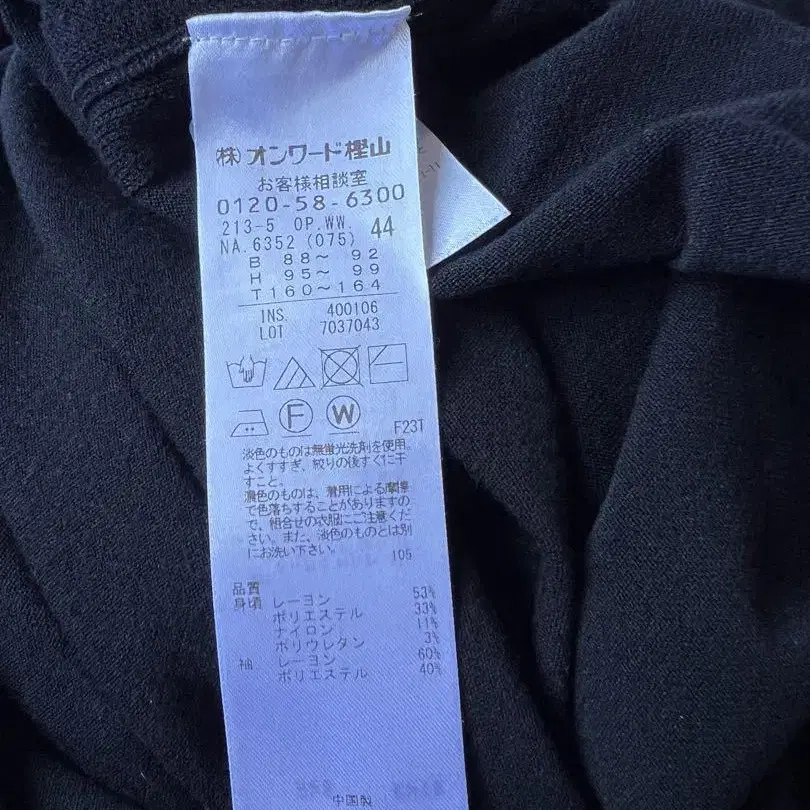 (株)オンワード樫山
お客様相談室
0120-58-6300
213-5 OP.WW. 44
NA.6352 (075)
B 88~ 92
H 95~ 99
T160~164
INS. 400106
LOT 7037043
F W
F23T
淡色のものは無蛍光洗剤を使用。
よくすすぎ、絞りの後すぐに干
すこと。
濃色のものは、着用による摩擦
で色落ちすることがありますの
で、組合せの衣服にご注意くだ
さい。また、淡色のものとは別
にお洗い下さい。
105
品質
身頃 レーヨン 53%
ポリエステル 33%
ナイロン 11%
ポリウレタン 3%
袖 レーヨン 60%
ポリエステル 40%
中国製